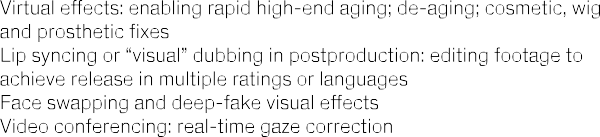 Virtual effects: enabling rapid high-end aging; de-aging; cosmetic, wig
and prosthetic fixes
Lip syncing or “visual” dubbing in postproduction: editing footage to
achieve release in multiple ratings or languages
Face swapping and deep-fake visual effects
Video conferencing: real-time gaze correction